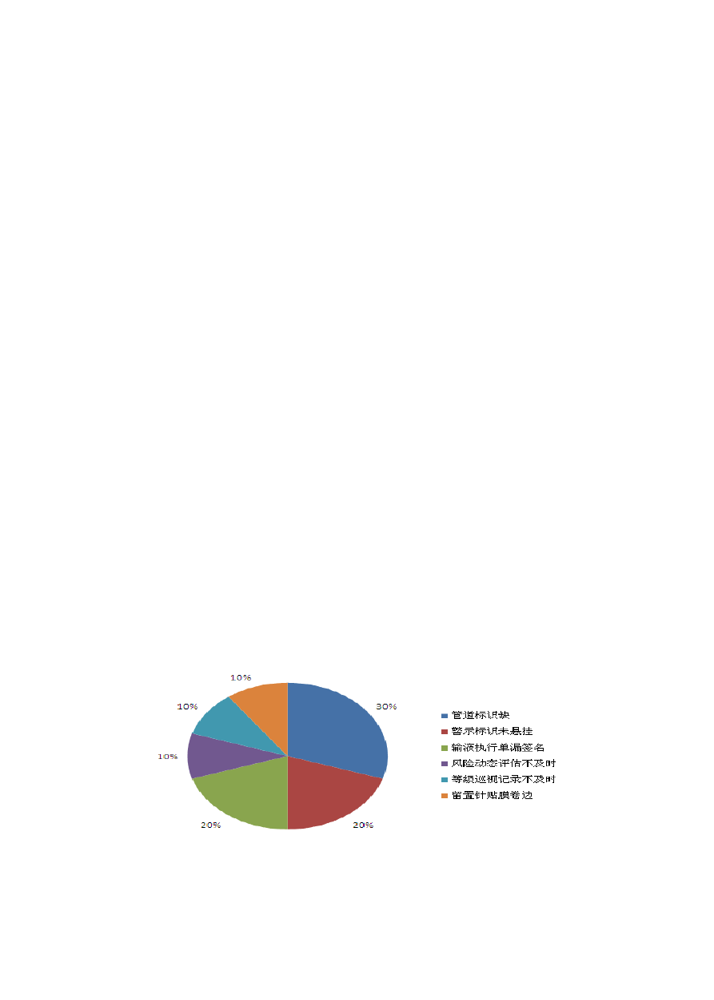 10%
10%
30%
10%
20%
20%
管道标识缺
警示标识未悬挂
输液执行单漏签名
风险动态评估不及时
等级巡视记录不及时
留置针贴膜卷边